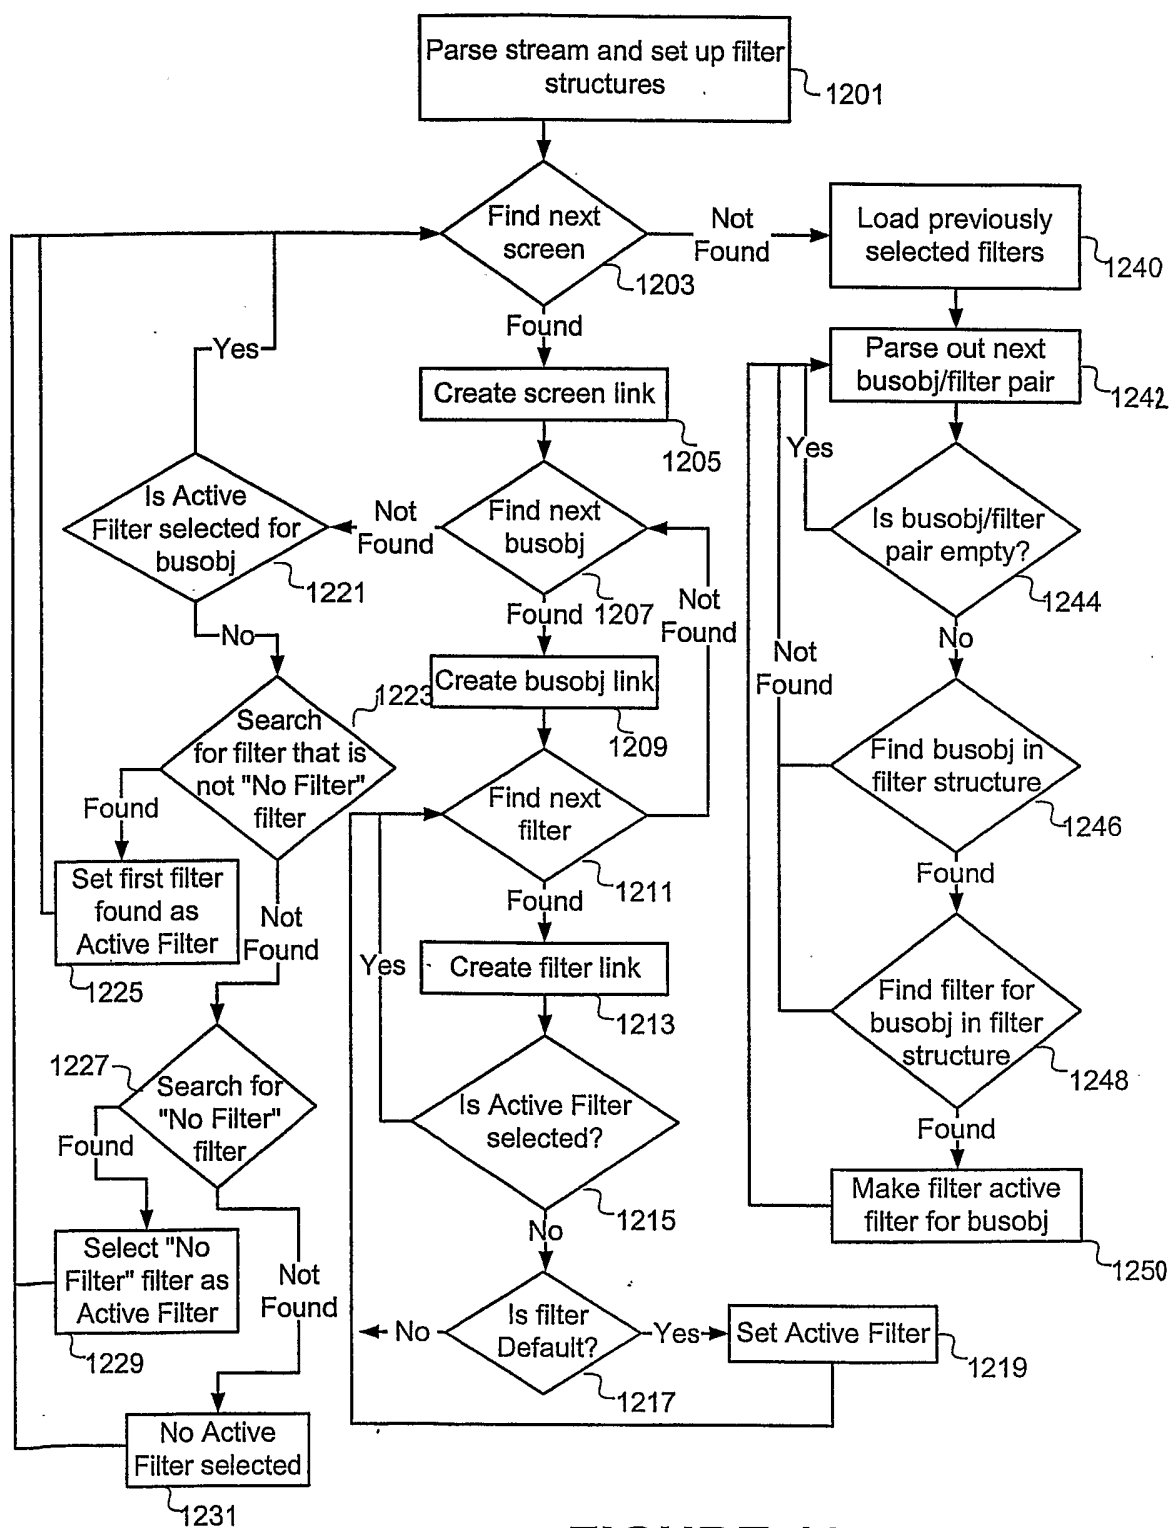 Parse stream and set up filter
structures
1201
Find next
screen
1203
Not
Found
Load previously
selected filters
1240
Found
Yes
Create screen link
1205
Parse out next
busobj/filter pair
1242
Yes
Is Active
Filter selected for
busobj
1221
Not
Found
Find next
busobj
1207
Is busobj/filter
pair empty?
1244
Found
Not
Found
No
No
Create busobj link
1209
Not
Found
1223
Search
for filter that is
not "No Filter"
filter
Find busobj in
filter structure
1246
Found
Find next
filter
1211
Found
Found
Set first filter
found as
Active Filter
1225
Not
Found
Yes
Create filter link
1213
Find filter for
busobj in filter
structure
1248
1227
Search for
"No Filter"
filter
Found
Is Active Filter
selected?
1215
Found
No
Make filter active
filter for busobj
1250
Select "No
Filter" filter as
Active Filter
1229
Not
Found
No
Is filter
Default?
1217
Yes
Set Active Filter
1219
No Active
Filter selected
1231